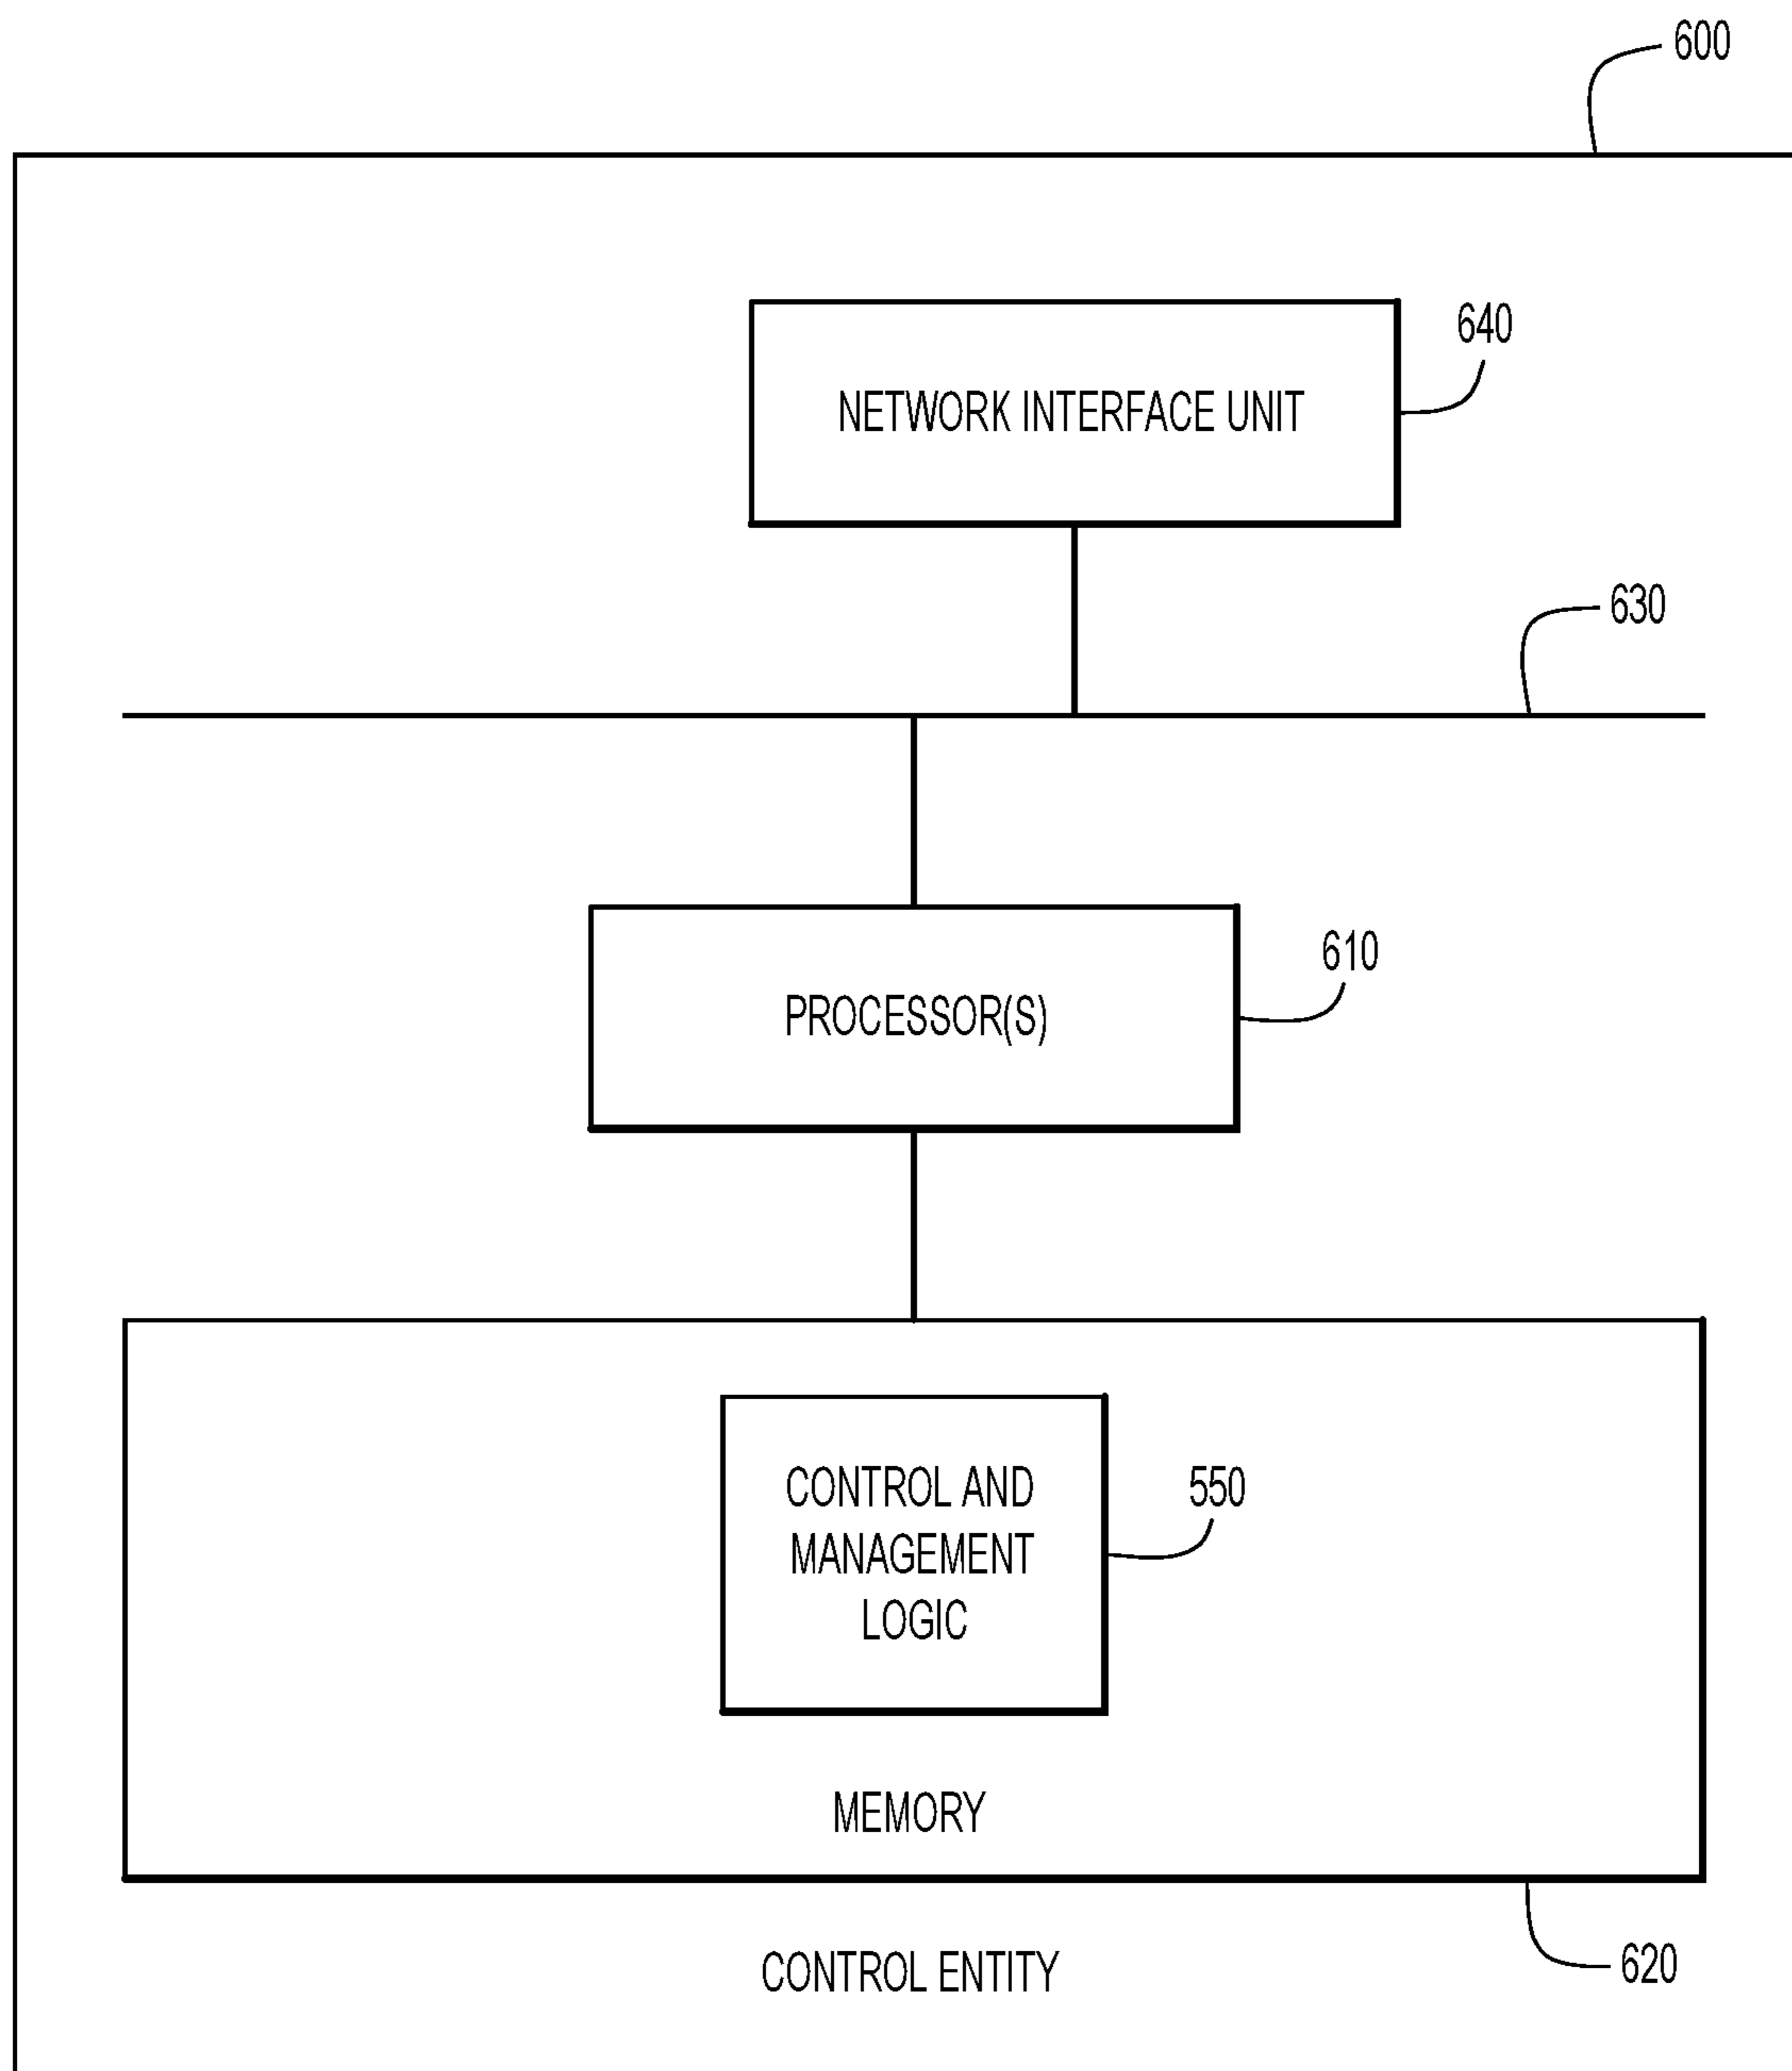 600
640
NETWORK INTERFACE UNIT
630
610
PROCESSOR(S)
CONTROL AND
MANAGEMENT
LOGIC
550
MEMORY
CONTROL ENTITY
620